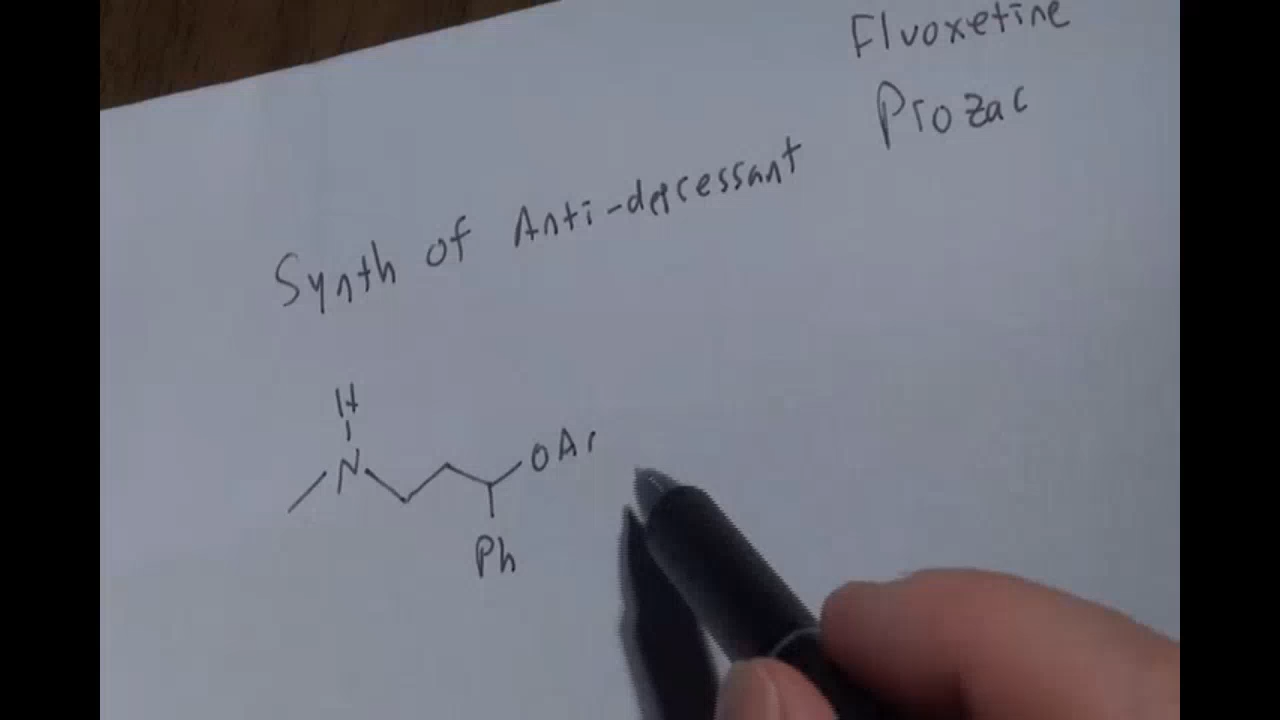 Fluoxetine
Prozac
Synth of Anti-depressant
H
N
OAr
Ph